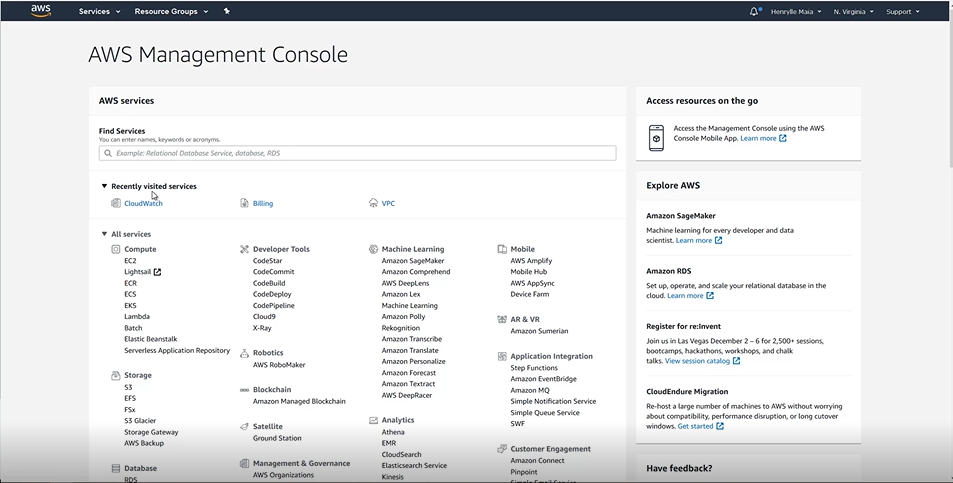 aws
Services
Resource Groups
Henrylle Maia
N. Virginia
Support
AWS Management Console
AWS services
Find Services
You can enter names, keywords or acronyms.
Example: Relational Database Service, database, RDS
Recently visited services
CloudWatch
Billing
VPC
All services
Compute
EC2
Lightsail
ECR
ECS
EKS
Lambda
Batch
Elastic Beanstalk
Serverless Application Repository
Storage
S3
EFS
FSx
S3 Glacier
Storage Gateway
AWS Backup
Database
RDS
Developer Tools
CodeStar
CodeCommit
CodeBuild
CodeDeploy
CodePipeline
Cloud9
X-Ray
Robotics
AWS RoboMaker
Blockchain
Amazon Managed Blockchain
Satellite
Ground Station
Management & Governance
AWS Organizations
Machine Learning
Amazon SageMaker
Amazon Comprehend
AWS DeepLens
Amazon Lex
Machine Learning
Amazon Polly
Rekognition
Amazon Transcribe
Amazon Translate
Amazon Personalize
Amazon Forecast
Amazon Textract
AWS DeepRacer
Analytics
Athena
EMR
CloudSearch
Elasticsearch Service
Kinesis
Mobile
AWS Amplify
Mobile Hub
AWS AppSync
Device Farm
AR & VR
Amazon Sumerian
Application Integration
Step Functions
Amazon EventBridge
Amazon MQ
Simple Notification Service
Simple Queue Service
SWF
Customer Engagement
Amazon Connect
Pinpoint
Simple Email Service
Access resources on the go
Access the Management Console using the AWS
Console Mobile App. Learn more
Explore AWS
Amazon SageMaker
Machine learning for every developer and data
scientist. Learn more
Amazon RDS
Set up, operate, and scale your relational database in the
cloud. Learn more
Register for re:Invent
Join us in Las Vegas December 2 – 6 for 2,500+ sessions,
bootcamps, hackathons, workshops, and chalk
talks. View session catalog
CloudEndure Migration
Re-host a large number of machines to AWS without worrying
about compatibility, performance disruption, or long cutover
windows. Get started
Have feedback?